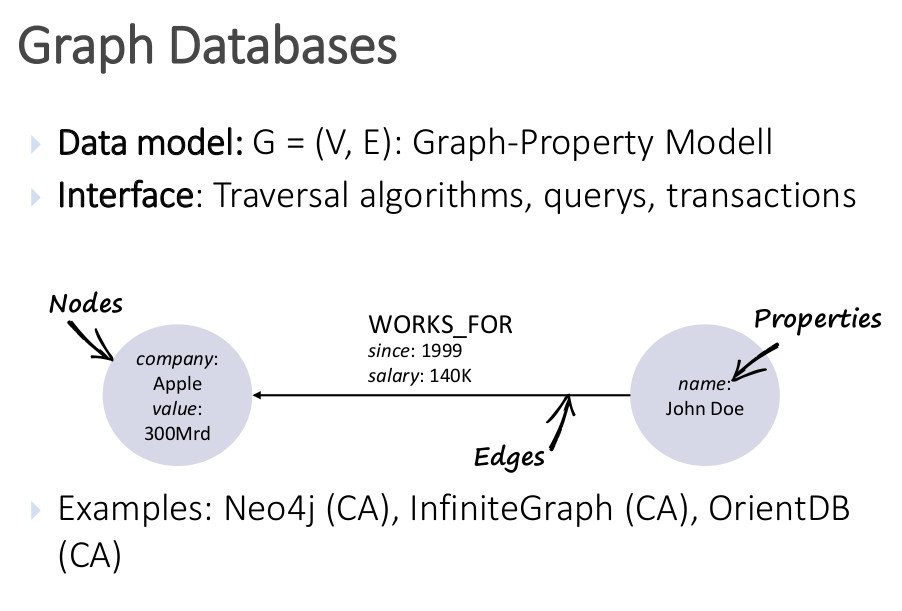 Graph Databases
Data model: G = (V, E): Graph-Property Modell
Interface: Traversal algorithms, querys, transactions
Nodes
company:
Apple
value:
300Mrd
WORKS_FOR
since: 1999
salary: 140K
Edges
Properties
name:
John Doe
Examples: Neo4j (CA), InfiniteGraph (CA), OrientDB
(CA)